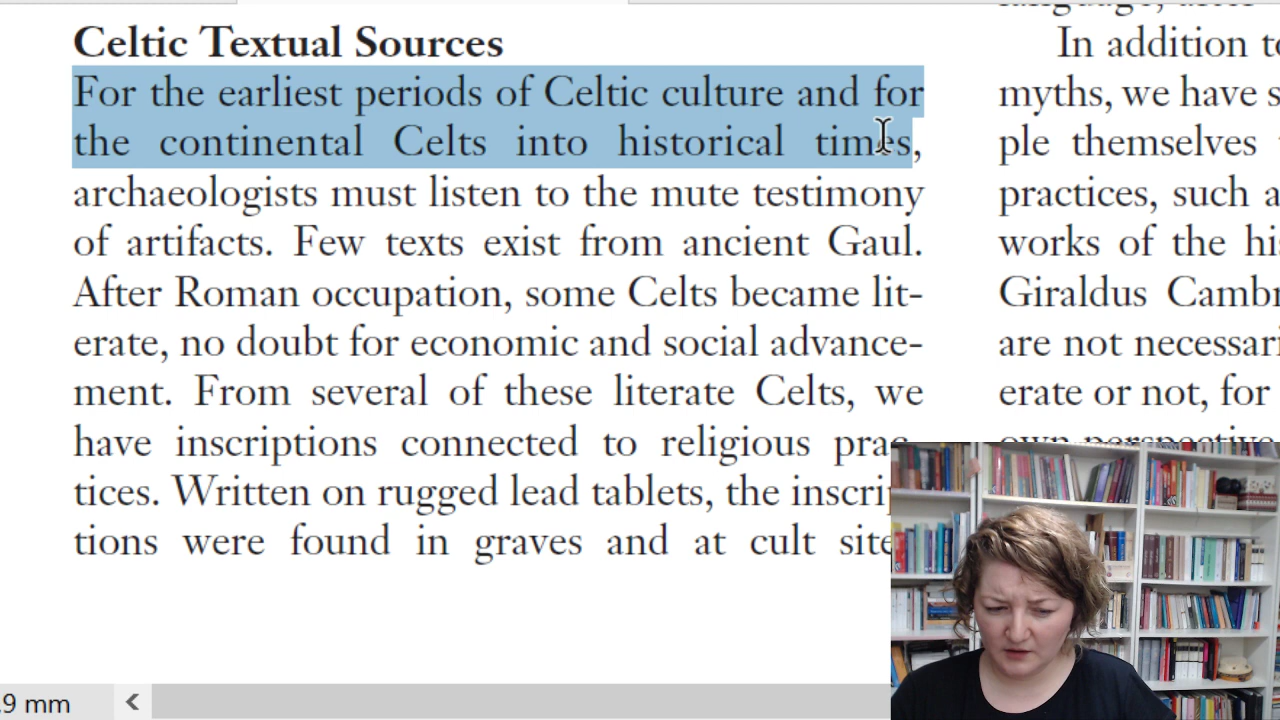 Celtic Textual Sources
For the earliest periods of Celtic culture and for
the continental Celts into historical times,
archaeologists must listen to the mute testimony
of artifacts. Few texts exist from ancient Gaul.
After Roman occupation, some Celts became lit-
erate, no doubt for economic and social advance-
ment. From several of these literate Celts, we
have inscriptions connected to religious prac-
tices. Written on rugged lead tablets, the inscrip
tions were found in graves and at cult site
In addition to
myths, we have s
ple themselves
practices, such a
works of the his
Giraldus Cambr
are not necessari
erate or not, for
own perspective
.9 mm